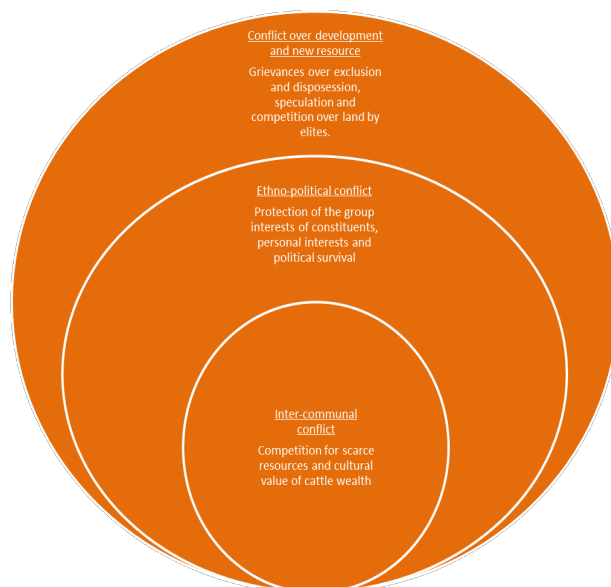 Conflict over development
and new resource
Grievances over exclusion
and disposession,
speculation and
competition over land by
elites.
Ethno-political conflict
Protection of the group
interests of constituents,
personal interests and
political survival
Inter-communal
conflict
Competition for scarce
resources and cultural
value of cattle wealth